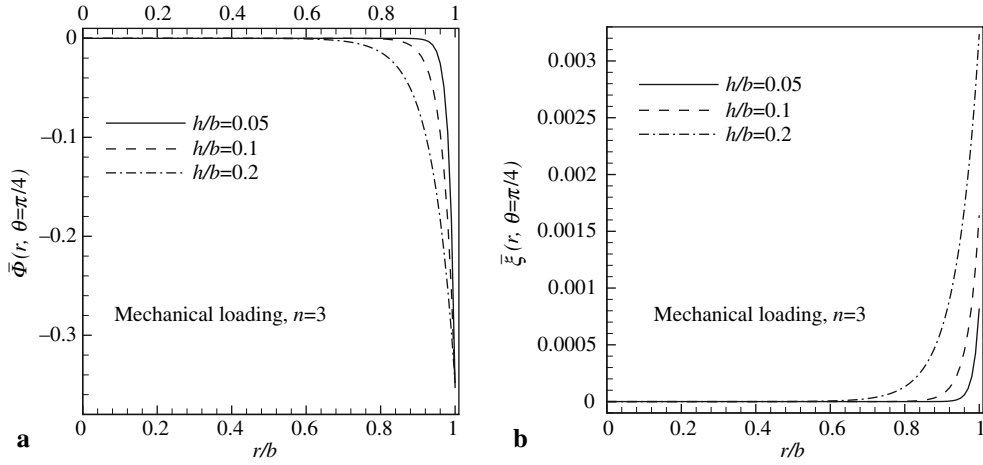 0 0.2 0.4 0.6 0.8 1
0
−0.1
−0.2
−0.3
h/b=0.05
h/b=0.1
h/b=0.2
Φ̄(r, θ=π/4)
Mechanical loading, n=3
0 0.2 0.4 0.6 0.8 1
r/b
a
0.003
0.0025
0.002
0.0015
0.001
0.0005
0
h/b=0.05
h/b=0.1
h/b=0.2
ξ̄(r, θ=π/4)
Mechanical loading, n=3
0 0.2 0.4 0.6 0.8 1
r/b
b